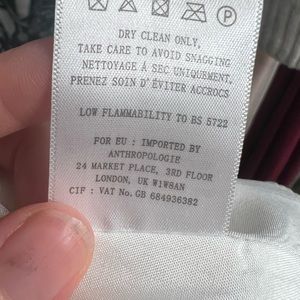 DRY CLEAN ONLY,
TAKE CARE TO AVOID SNAGGING
NETTOYAGE À SEC UNIQUEMENT,
PRENEZ SOIN D'ÉVITER ACCROCS
LOW FLAMMABILITY TO BS 5722
FOR EU : IMPORTED BY
ANTHROPOLOGIE
24 MARKET PLACE, 3RD FLOOR
LONDON, UK W1W8AN
CIF : VAT No. GB 684936382